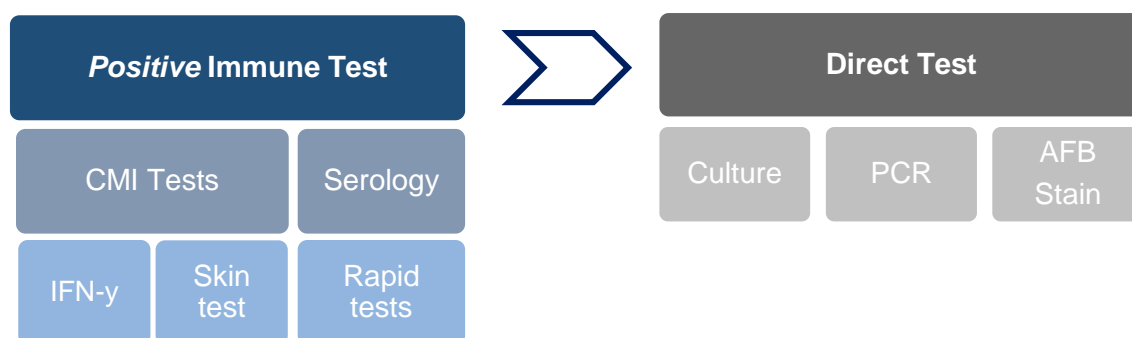 Positive Immune Test
Direct Test
CMI Tests
Serology
Culture
PCR
AFB
Stain
IFN-y
Skin
test
Rapid
tests